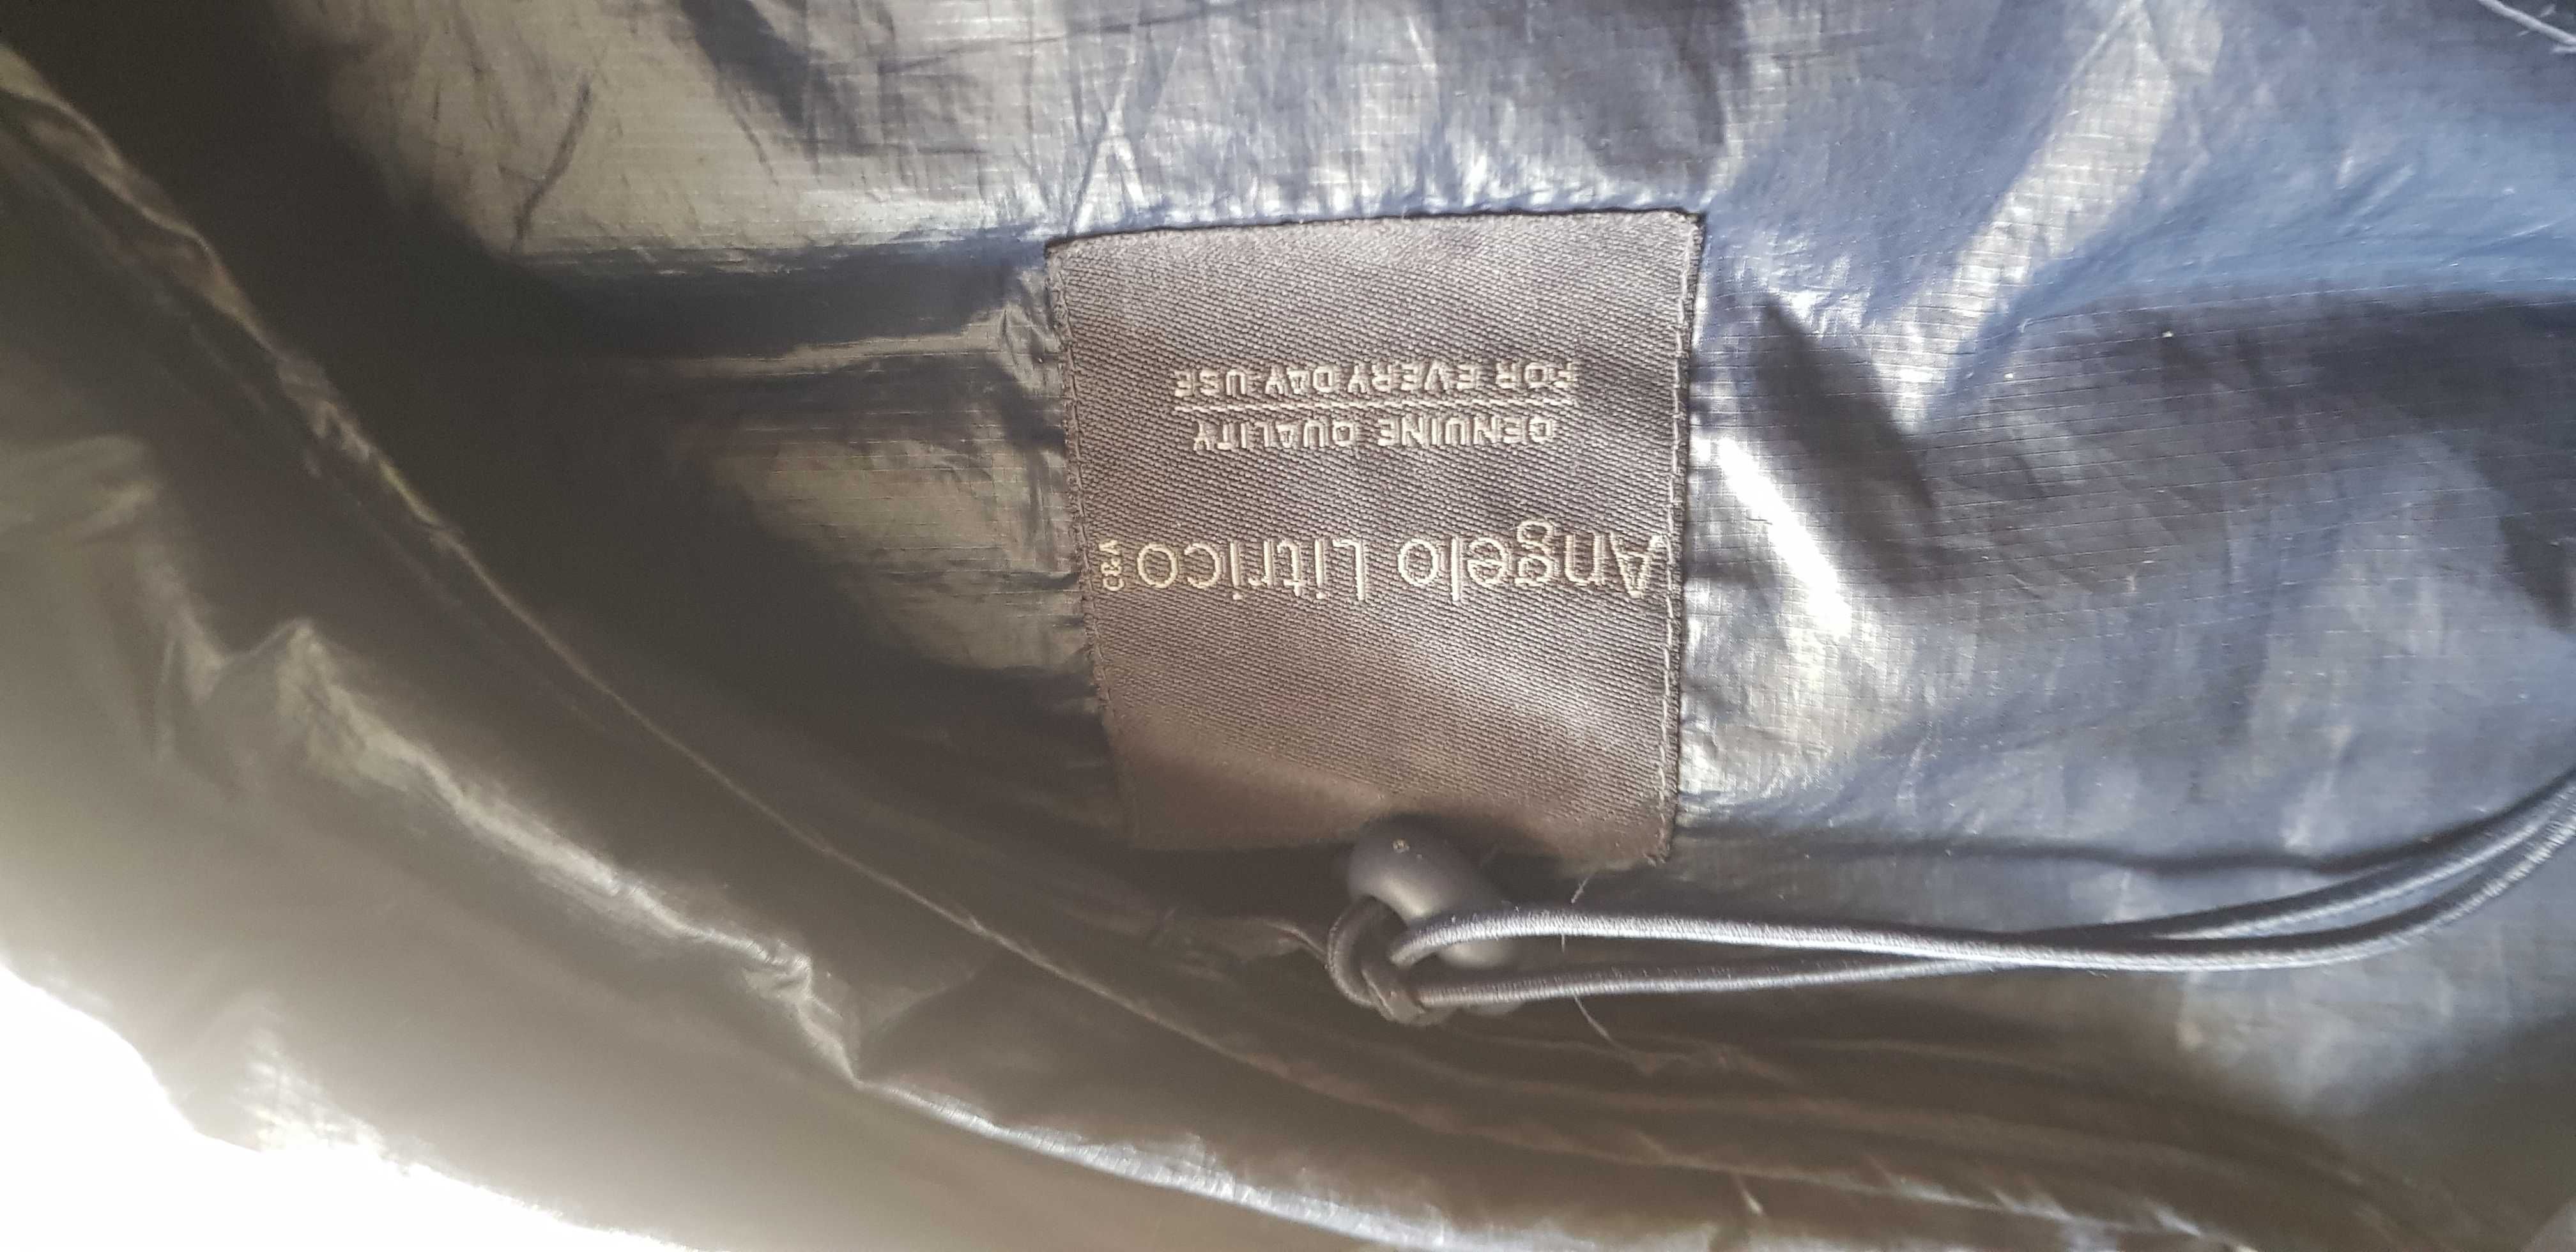 Angelo Litrico C&A
GENUINE QUALITY
FOR EVERY DAY USE